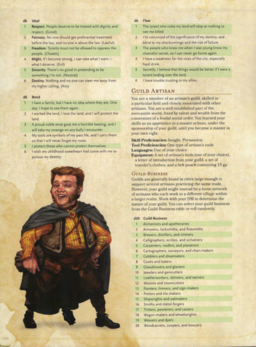 d6 Ideal
1 Respect. People deserve to be treated with dignity and
respect. (Good)
2 Fairness. No one should get preferential treatment
before the law, and no one is above the law. (Lawful)
3 Freedom. Tyrants must not be allowed to oppress the
people. (Chaotic)
4 Might. If I become strong, I can take what I want—
what I deserve. (Evil)
5 Sincerity. There's no good in pretending to be
something I'm not. (Neutral)
6 Destiny. Nothing and no one can steer me away from
my higher calling. (Any)
d6 Bond
1 I have a family, but I have no idea where they are. One
day, I hope to see them again.
2 I worked the land, I love the land, and I will protect the
land.
3 A proud noble once gave me a horrible beating, and I
will take my revenge on any bully I encounter.
4 My tools are symbols of my past life, and I carry them
so that I will never forget my roots.
5 I protect those who cannot protect themselves.
6 I wish my childhood sweetheart had come with me to
pursue my destiny.
d6 Flaw
1 The tyrant who rules my land will stop at nothing to
see me killed.
2 I'm convinced of the significance of my destiny, and
blind to my shortcomings and the risk of failure.
3 The people who knew me when I was young know my
shameful secret, so I can never go home again.
4 I have a weakness for the vices of the city, especially
hard drink.
5 Secretly, I believe that things would be better if I were a
tyrant lording over the land.
6 I have trouble trusting in my allies.
GUILD ARTISAN
You are a member of an artisan's guild, skilled in a
particular field and closely associated with other
artisans. You are a well-established part of the
mercantile world, freed by talent and wealth from the
constraints of a feudal social order. You learned your
skills as an apprentice to a master artisan, under the
sponsorship of your guild, until you became a master in
your own right.
Skill Proficiencies: Insight, Persuasion
Tool Proficiencies: One type of artisan's tools
Languages: One of your choice
Equipment: A set of artisan's tools (one of your choice),
a letter of introduction from your guild, a set of
traveler's clothes, and a belt pouch containing 15 gp
GUILD BUSINESS
Guilds are generally found in cities large enough to
support several artisans practicing the same trade.
However, your guild might instead be a loose network
of artisans who each work in a different village within
a larger realm. Work with your DM to determine the
nature of your guild. You can select your guild business
from the Guild Business table or roll randomly.
d20 Guild Business
1 Alchemists and apothecaries
2 Armorers, locksmiths, and finesmiths
3 Brewers, distillers, and vintners
4 Calligraphers, scribes, and scriveners
5 Carpenters, roofers, and plasterers
6 Cartographers, surveyors, and chart-makers
7 Cobblers and shoemakers
8 Cooks and bakers
9 Glassblowers and glaziers
10 Jewelers and gemcutters
11 Leatherworkers, skinners, and tanners
12 Masons and stonecutters
13 Painters, limners, and sign-makers
14 Potters and tile-makers
15 Shipwrights and sailmakers
16 Smiths and metal-forgers
17 Tinkers, pewterers, and casters
18 Wagon-makers and wheelwrights
19 Weavers and dyers
20 Woodcarvers, coopers, and bowyers